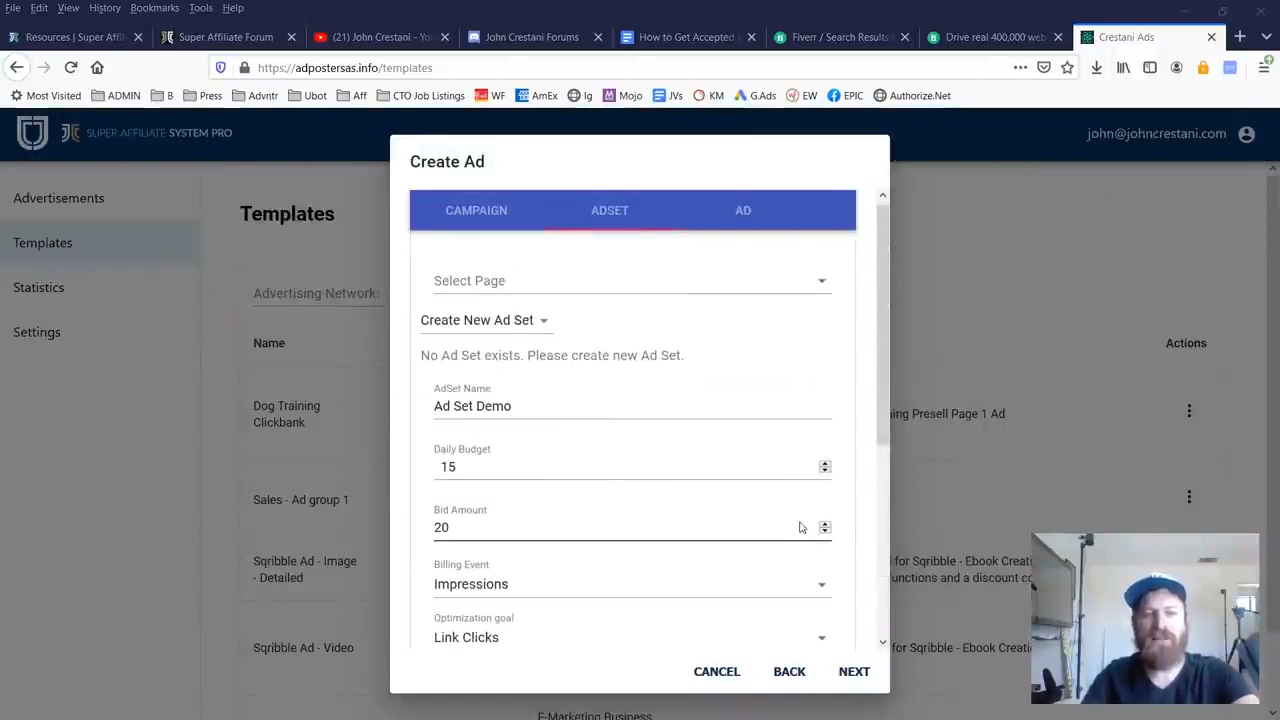 File Edit View History Bookmarks Tools Help
Resources | Super Affil
Super Affiliate Forum
(21) John Crestani - Yo
John Crestani Forums
How to Get Accepted
Fiverr / Search Results
Drive real 400,000 web
Crestani Ads
https://adpostersas.info/templates
Most Visited ADMIN B Press Advntr Ubot Aff CTO Job Listings WF AmEx Ig Mojo JVs KM G.Ads EW EPIC Authorize.Net
SUPER AFFILIATE SYSTEM PRO
john@johncrestani.com
Advertisements
Templates
Statistics
Settings
Templates
Advertising Network:
Name
Actions
Dog Training
Clickbank
ing Presell Page 1 Ad
Sales - Ad group 1
Sqribble Ad - Image
- Detailed
for Sqribble - Ebook Creati
unctions and a discount co
Sqribble Ad - Video
for Sqribble - Ebook Creati
E-Marketing Business
Create Ad
CAMPAIGN ADSET AD
Select Page
Create New Ad Set
No Ad Set exists. Please create new Ad Set.
AdSet Name
Ad Set Demo
Daily Budget
15
Bid Amount
20
Billing Event
Impressions
Optimization goal
Link Clicks
CANCEL BACK NEXT